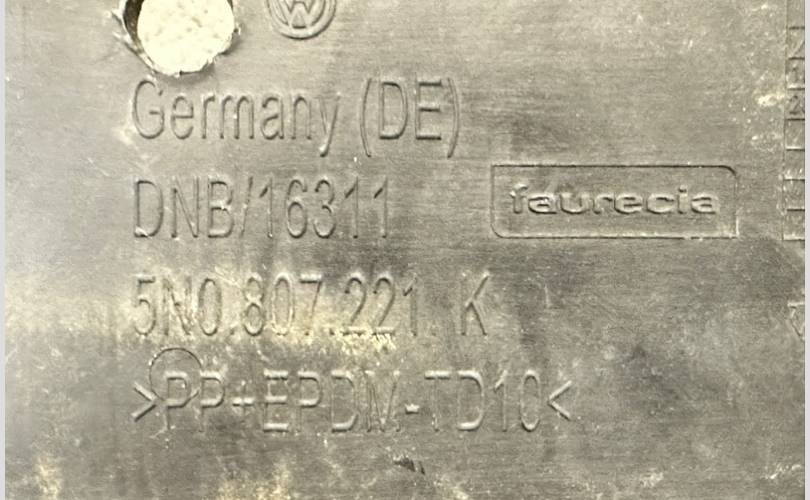 Germany (DE)
DNB/16311
faurecia
5N0.807.221. K
>PP+EPDM-TD10<